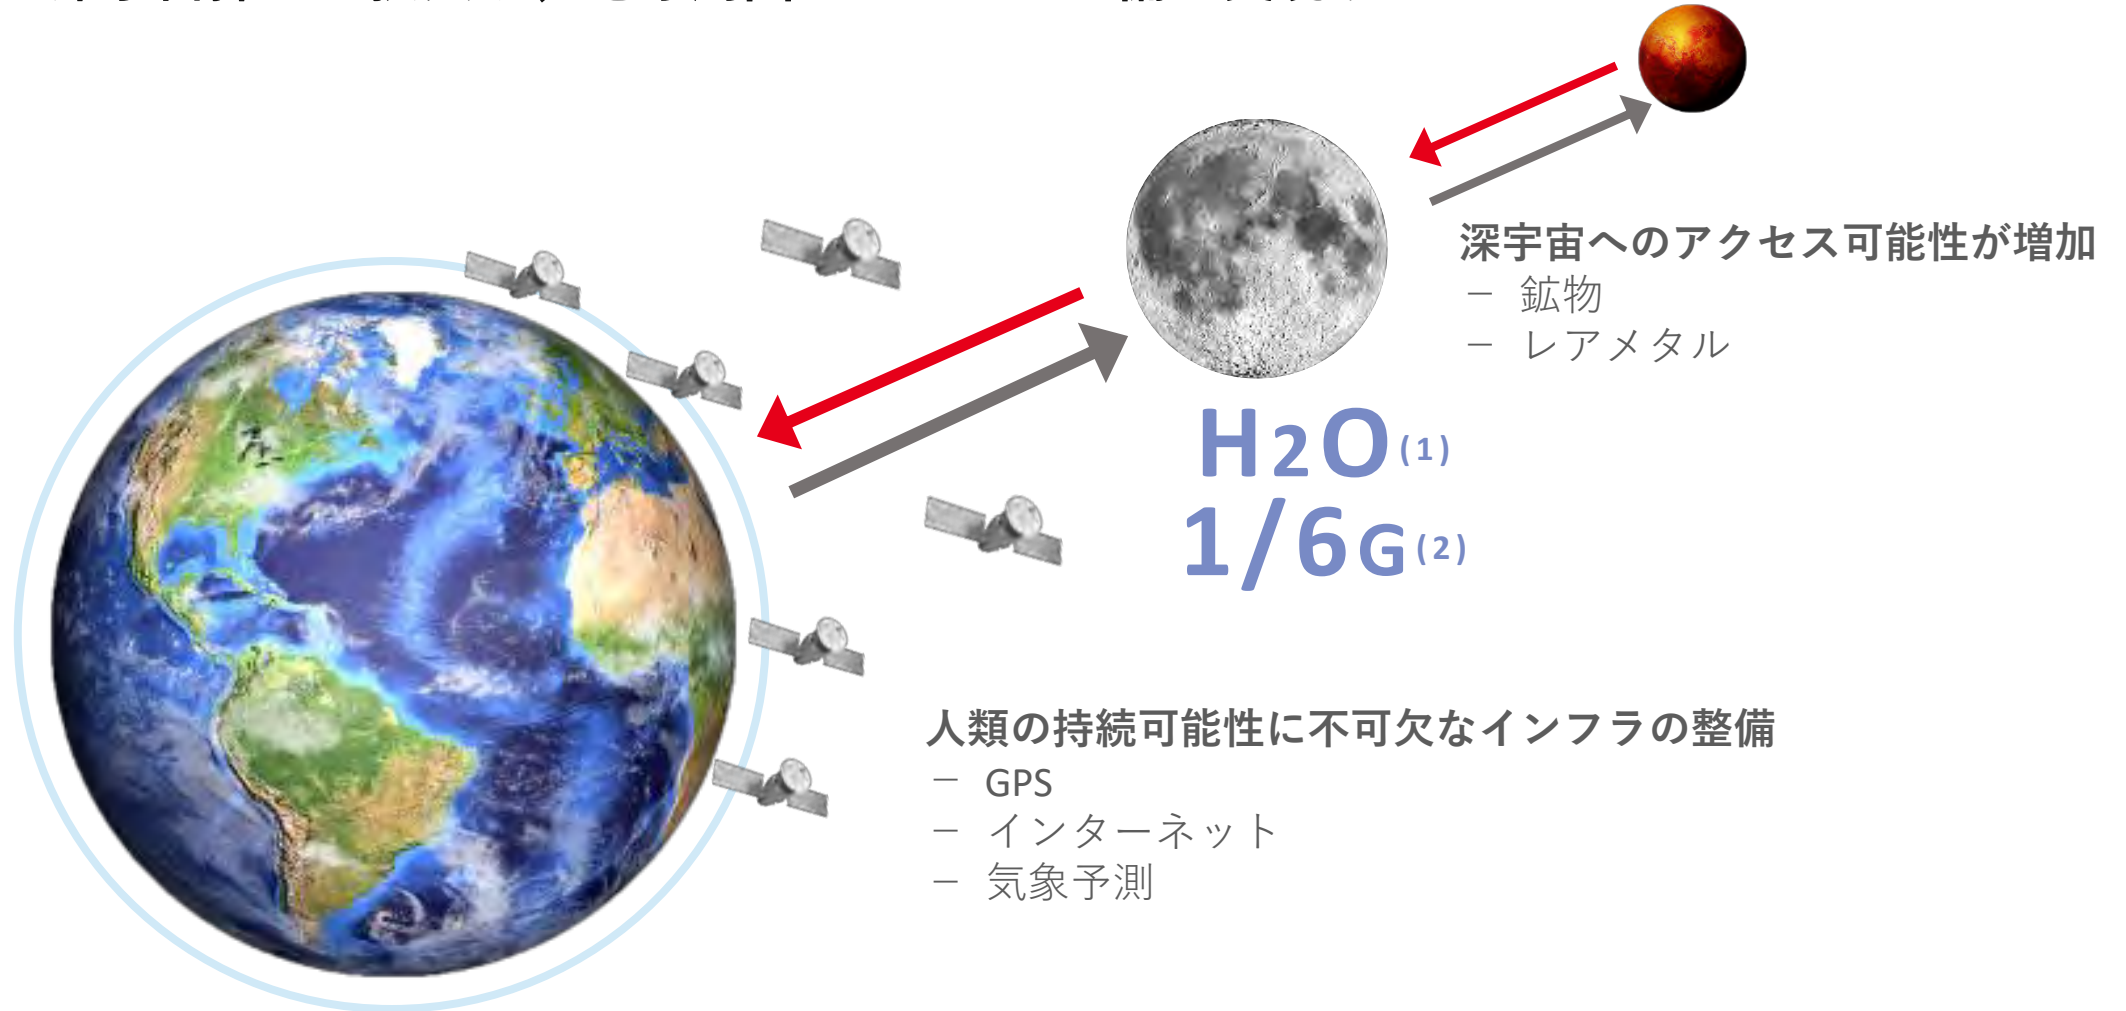 深宇宙へのアクセス可能性が増加
－ 鉱物
－ レアメタル
H2O(1)
1/6G(2)
人類の持続可能性に不可欠なインフラの整備
－ GPS
－ インターネット
－ 気象予測